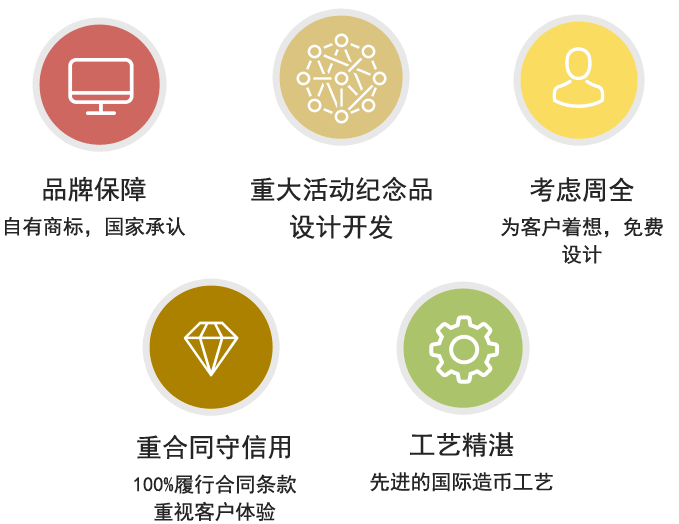 品牌保障
自有商标，国家承认
重大活动纪念品
设计开发
考虑周全
为客户着想，免费
设计
重合同守信用
100%履行合同条款
重视客户体验
工艺精湛
先进的国际造币工艺